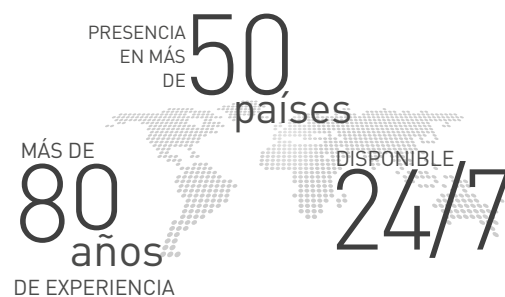 PRESENCIA
EN MÁS
DE
50
países
MÁS DE
80
años
DE EXPERIENCIA
DISPONIBLE
24/7